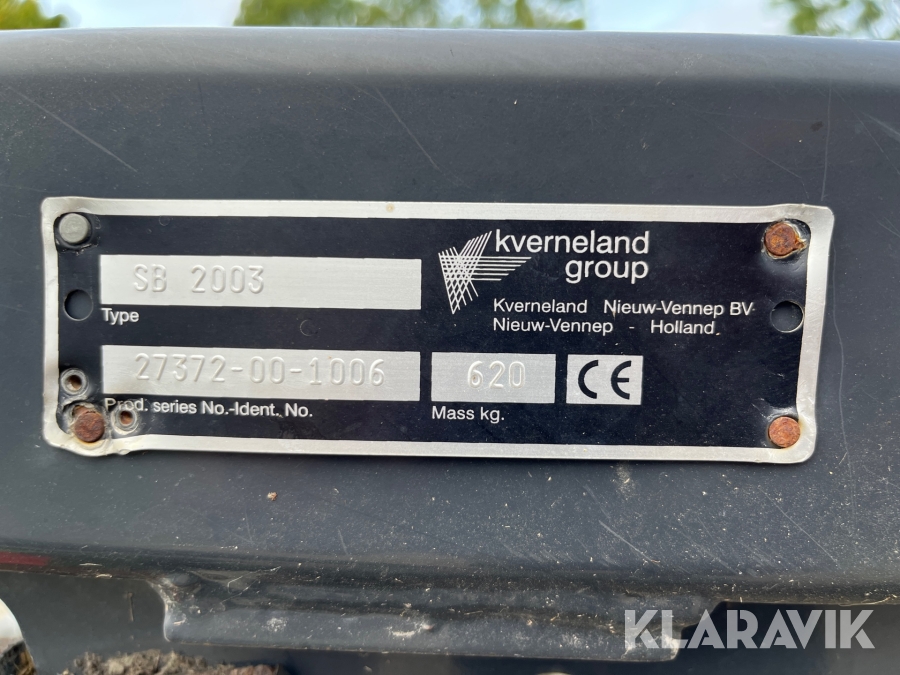 SB 2003
Type
kverneland
group
Kverneland Nieuw-Vennep BV
Nieuw-Vennep - Holland
27372-00-1006
620
CE
Prod. series No.-Ident. No.
Mass kg.
KLARAVIK